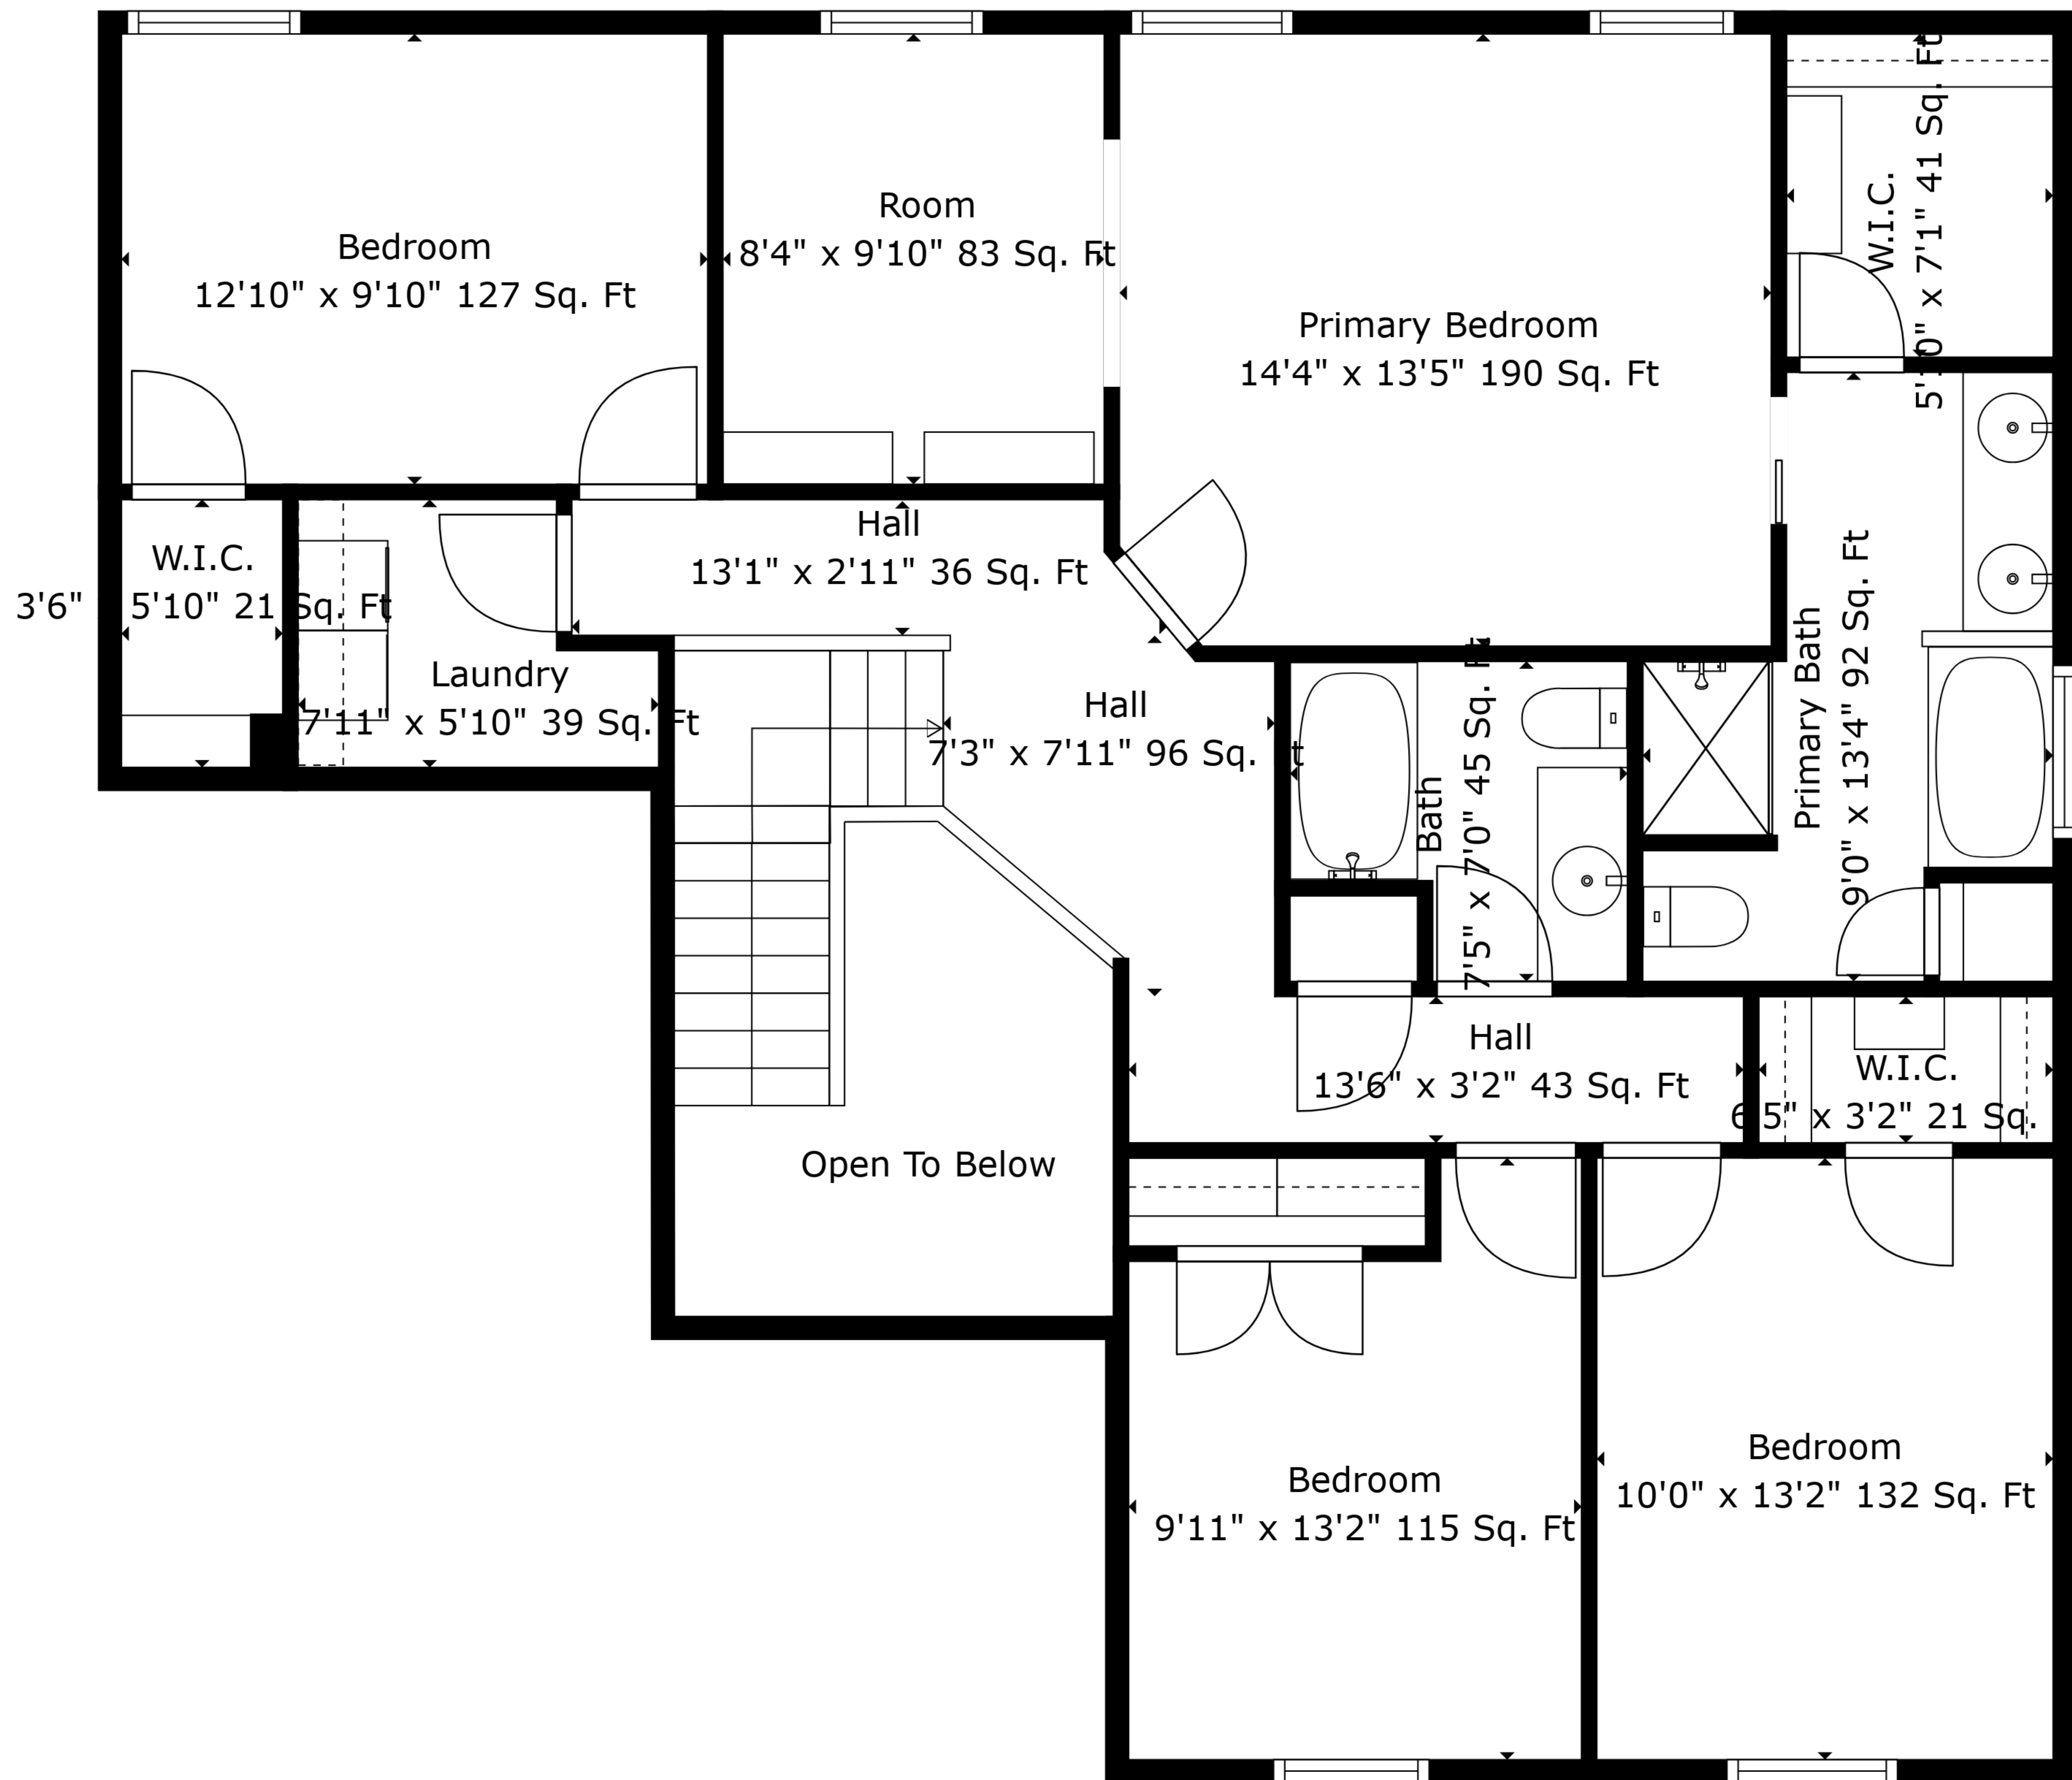 Bedroom
12'10" x 9'10" 127 Sq. Ft
Room
8'4" x 9'10" 83 Sq. Ft
Primary Bedroom
14'4" x 13'5" 190 Sq. Ft
W.I.C.
5'10" x 7'1" 41 Sq. Ft
W.I.C.
3'6" 5'10" 21 Sq. Ft
Laundry
7'11" x 5'10" 39 Sq. Ft
Hall
13'1" x 2'11" 36 Sq. Ft
Hall
7'3" x 7'11" 96 Sq. Ft
Bath
7'5" x 7'0" 45 Sq. Ft
Primary Bath
9'0" x 13'4" 92 Sq. Ft
Hall
13'6" x 3'2" 43 Sq. Ft
W.I.C.
6'5" x 3'2" 21 Sq.
Open To Below
Bedroom
9'11" x 13'2" 115 Sq. Ft
Bedroom
10'0" x 13'2" 132 Sq. Ft